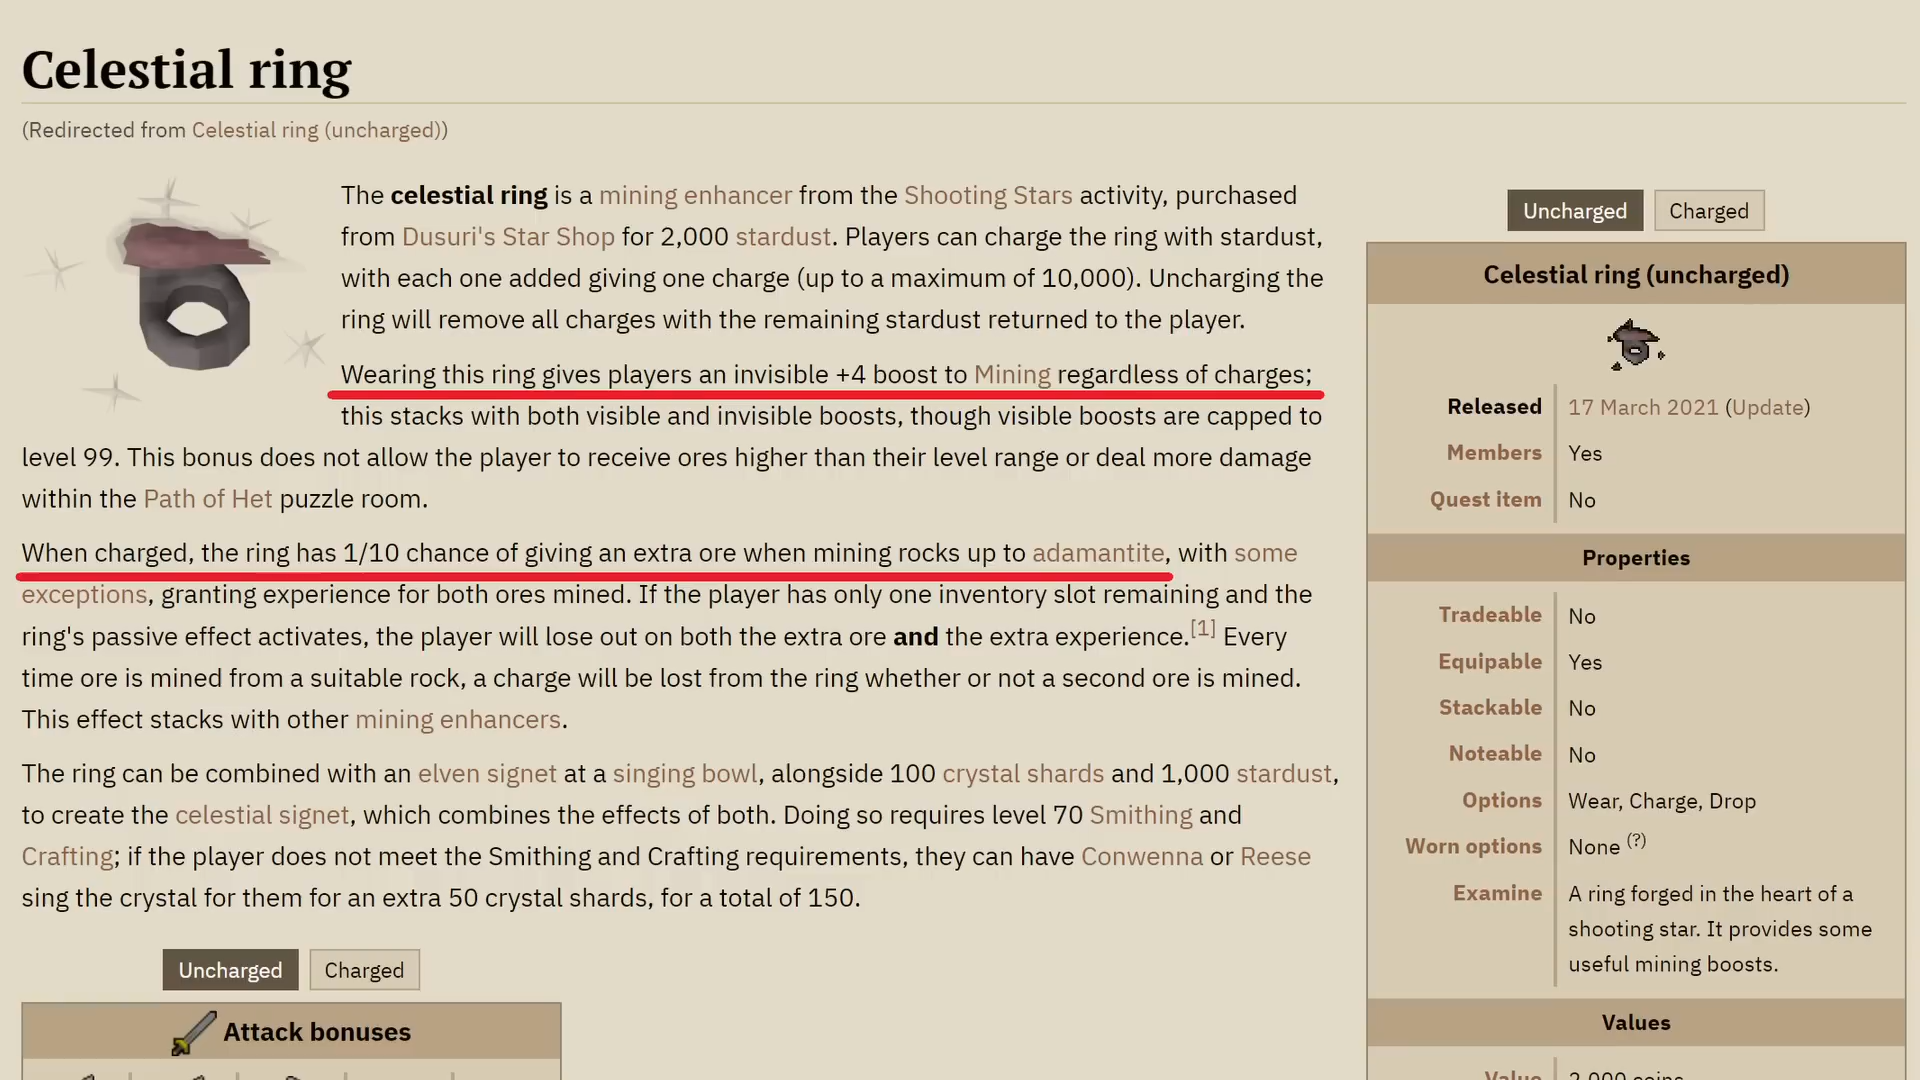 Celestial ring
(Redirected from Celestial ring (uncharged))
The celestial ring is a mining enhancer from the Shooting Stars activity, purchased
from Dusuri's Star Shop for 2,000 stardust. Players can charge the ring with stardust,
with each one added giving one charge (up to a maximum of 10,000). Uncharging the
ring will remove all charges with the remaining stardust returned to the player.
Wearing this ring gives players an invisible +4 boost to Mining regardless of charges;
this stacks with both visible and invisible boosts, though visible boosts are capped to
level 99. This bonus does not allow the player to receive ores higher than their level range or deal more damage
within the Path of Het puzzle room.
When charged, the ring has 1/10 chance of giving an extra ore when mining rocks up to adamantite, with some
exceptions, granting experience for both ores mined. If the player has only one inventory slot remaining and the
ring's passive effect activates, the player will lose out on both the extra ore and the extra experience.[1] Every
time ore is mined from a suitable rock, a charge will be lost from the ring whether or not a second ore is mined.
This effect stacks with other mining enhancers.
The ring can be combined with an elven signet at a singing bowl, alongside 100 crystal shards and 1,000 stardust,
to create the celestial signet, which combines the effects of both. Doing so requires level 70 Smithing and
Crafting; if the player does not meet the Smithing and Crafting requirements, they can have Conwenna or Reese
sing the crystal for them for an extra 50 crystal shards, for a total of 150.
Uncharged Charged
Attack bonuses
Uncharged Charged
Celestial ring (uncharged)
Released 17 March 2021 (Update)
Members Yes
Quest item No
Properties
Tradeable No
Equipable Yes
Stackable No
Noteable No
Options Wear, Charge, Drop
Worn options None (?)
Examine A ring forged in the heart of a
shooting star. It provides some
useful mining boosts.
Values
Value 2,000 coins